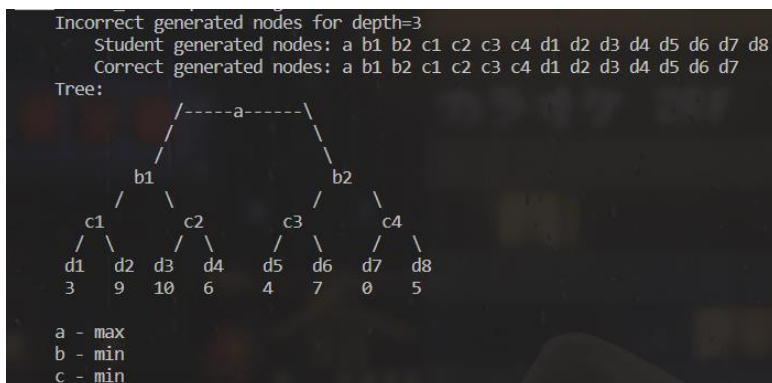 Incorrect generated nodes for depth=3
Student generated nodes: a b1 b2 c1 c2 c3 c4 d1 d2 d3 d4 d5 d6 d7 d8
Correct generated nodes: a b1 b2 c1 c2 c3 c4 d1 d2 d3 d4 d5 d6 d7
Tree:
/-----a------\
/ \
/ \
b1 b2
/ \ / \
c1 c2 c3 c4
/ \ / \ / \ / \
d1 d2 d3 d4 d5 d6 d7 d8
3 9 10 6 4 7 0 5
a - max
b - min
c - min